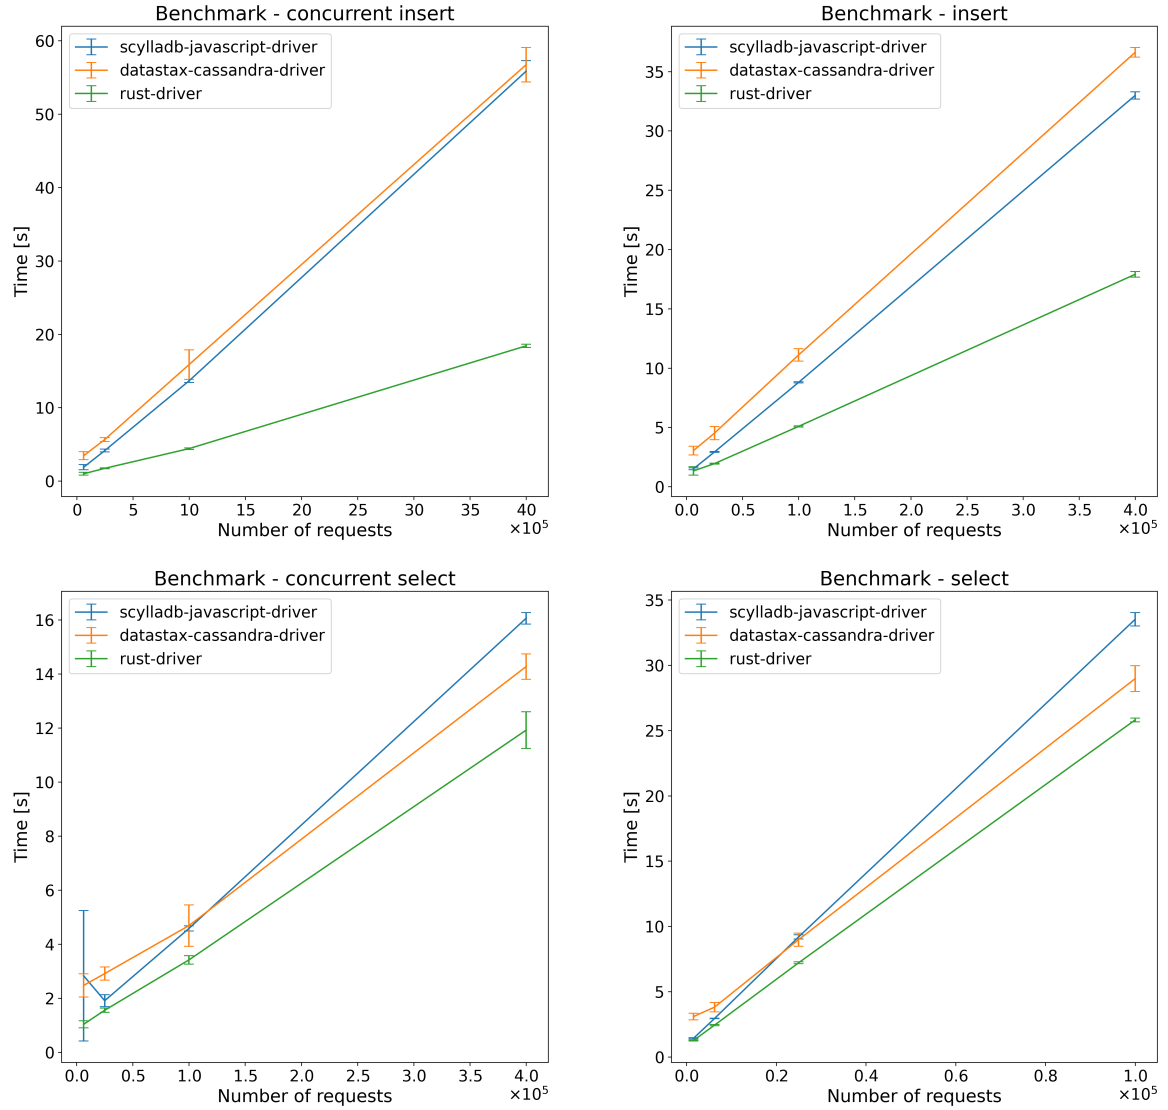 Benchmark - concurrent insert
scylladb-javascript-driver
datastax-cassandra-driver
rust-driver
60
50
40
30
20
10
0
Time [s]
0 5 10 15 20 25 30 35 40
Number of requests
×10⁵
Benchmark - insert
scylladb-javascript-driver
datastax-cassandra-driver
rust-driver
35
30
25
20
15
10
5
0
Time [s]
0.0 0.5 1.0 1.5 2.0 2.5 3.0 3.5 4.0
Number of requests
×10⁵
Benchmark - concurrent select
scylladb-javascript-driver
datastax-cassandra-driver
rust-driver
16
14
12
10
8
6
4
2
0
Time [s]
0.0 0.5 1.0 1.5 2.0 2.5 3.0 3.5 4.0
Number of requests
×10⁵
Benchmark - select
scylladb-javascript-driver
datastax-cassandra-driver
rust-driver
35
30
25
20
15
10
5
0
Time [s]
0.0 0.2 0.4 0.6 0.8 0.1
Number of requests
×10⁵